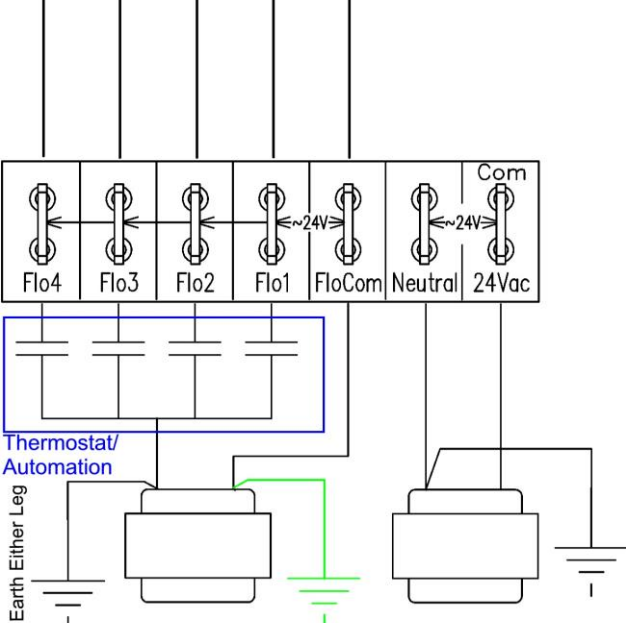 Com
~24V
~24V
Flo4 Flo3 Flo2 Flo1 FloCom Neutral 24Vac
Thermostat/
Automation
Earth Either Leg